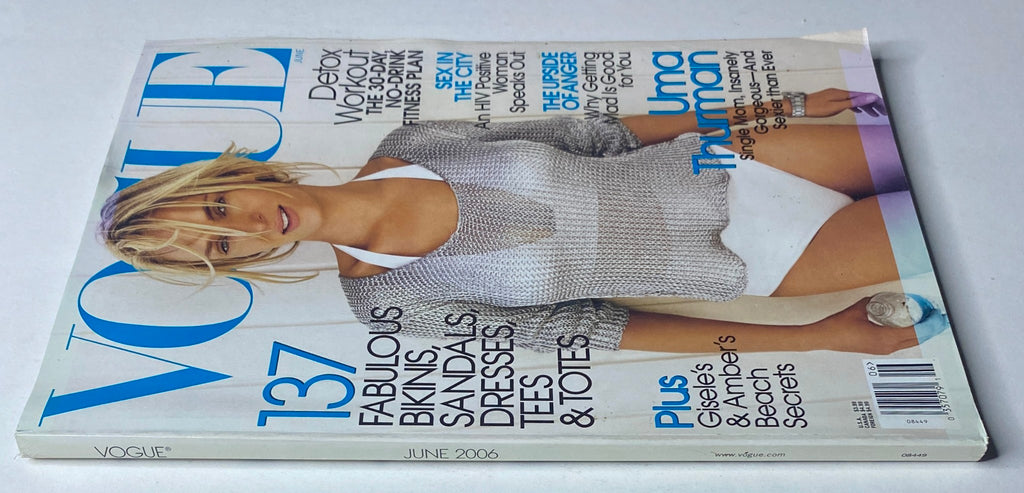 VOGUE
JUNE
Detox
Workout
THE 30-DAY
NO-DRINK
FITNESS PLAN
SEX IN
THE CITY
An HIV Positive
Woman
Speaks Out
THE UPSIDE
OF ANGER
Why Getting
Mad Is Good
for You
Uma
Thurman
Single Mom, Insanely
Gorgeous—And
Sexier than Ever
137
FABULOUS
BIKINIS,
SANDALS,
DRESSES,
TEES
& TOTES
Plus
Gisele's
& Amber's
Beach
Secrets
06>
08449
VOGUE®
JUNE 2006
www.vogue.com
08449